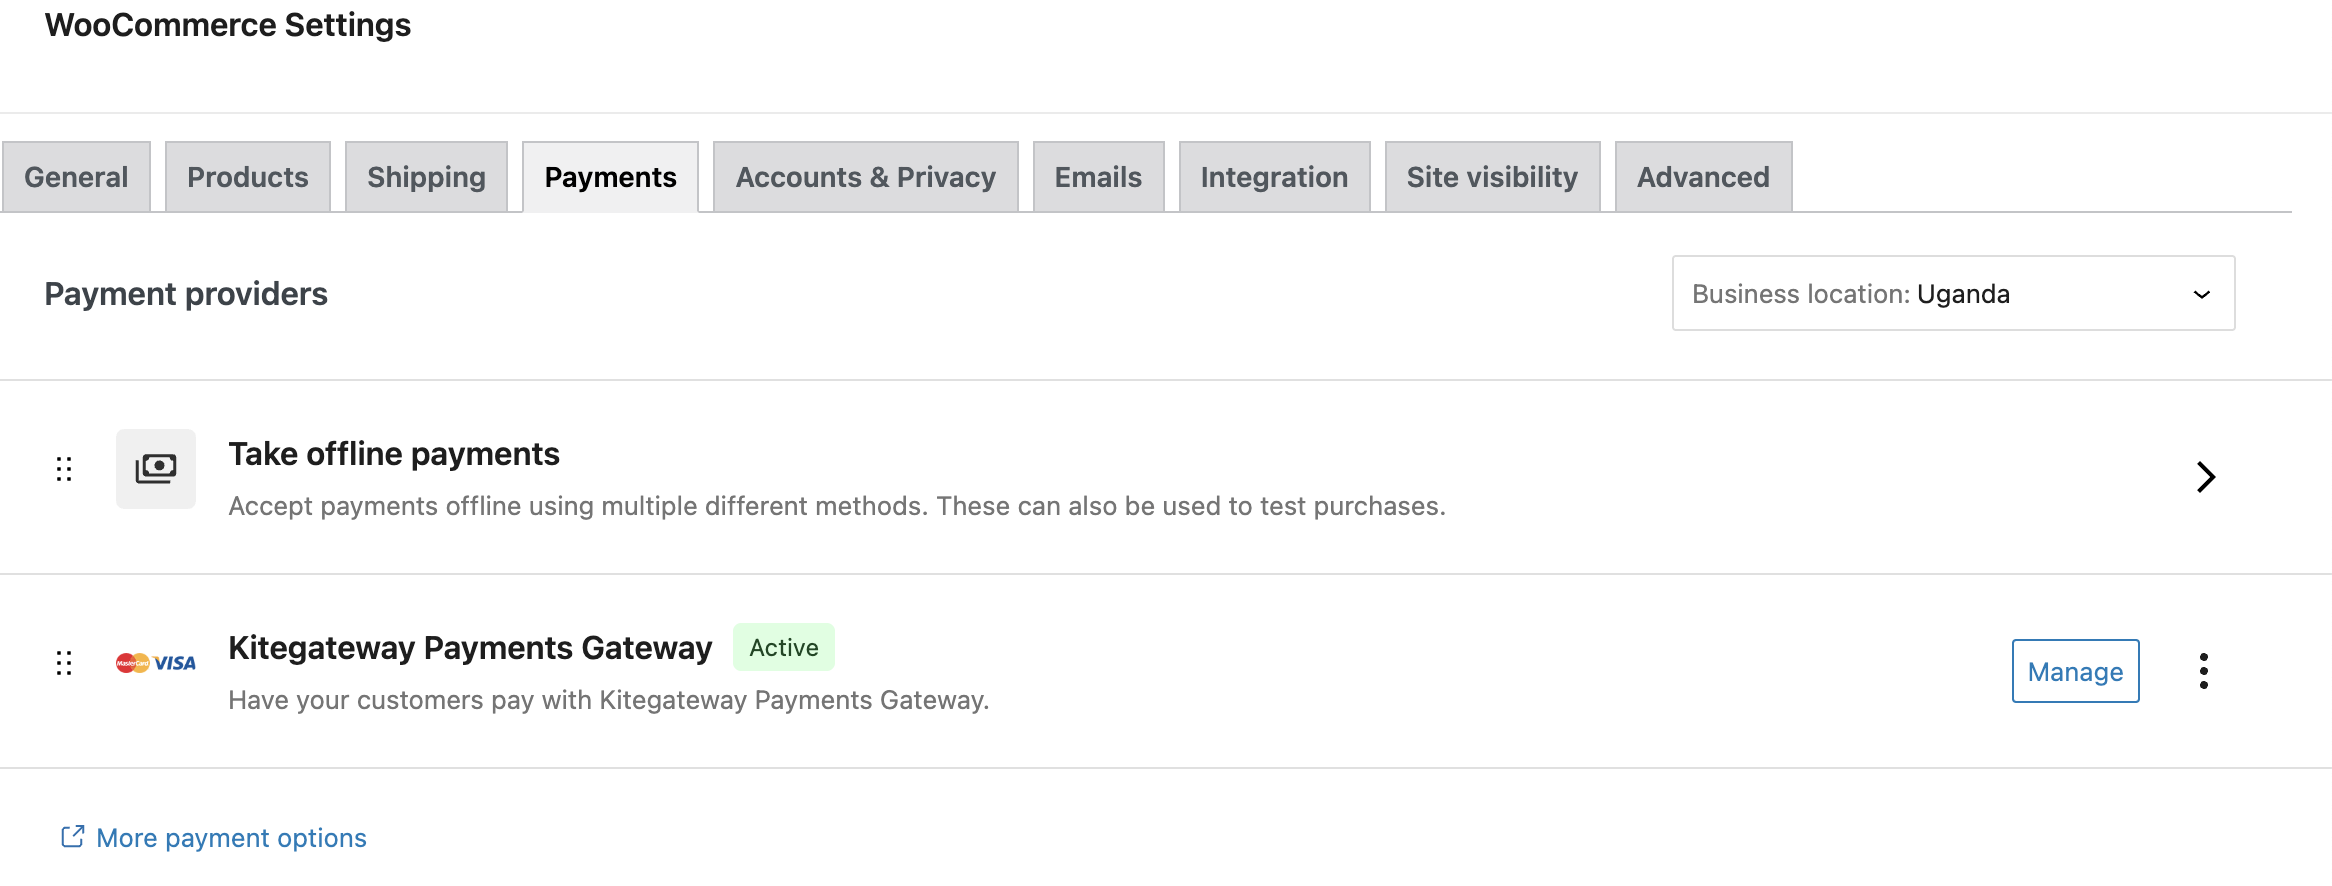 WooCommerce Settings
General Products Shipping Payments Accounts & Privacy Emails Integration Site visibility Advanced
Payment providers
Business location: Uganda
Take offline payments
Accept payments offline using multiple different methods. These can also be used to test purchases.
MasterCard VISA
Kitegateway Payments Gateway Active
Have your customers pay with Kitegateway Payments Gateway.
Manage
More payment options